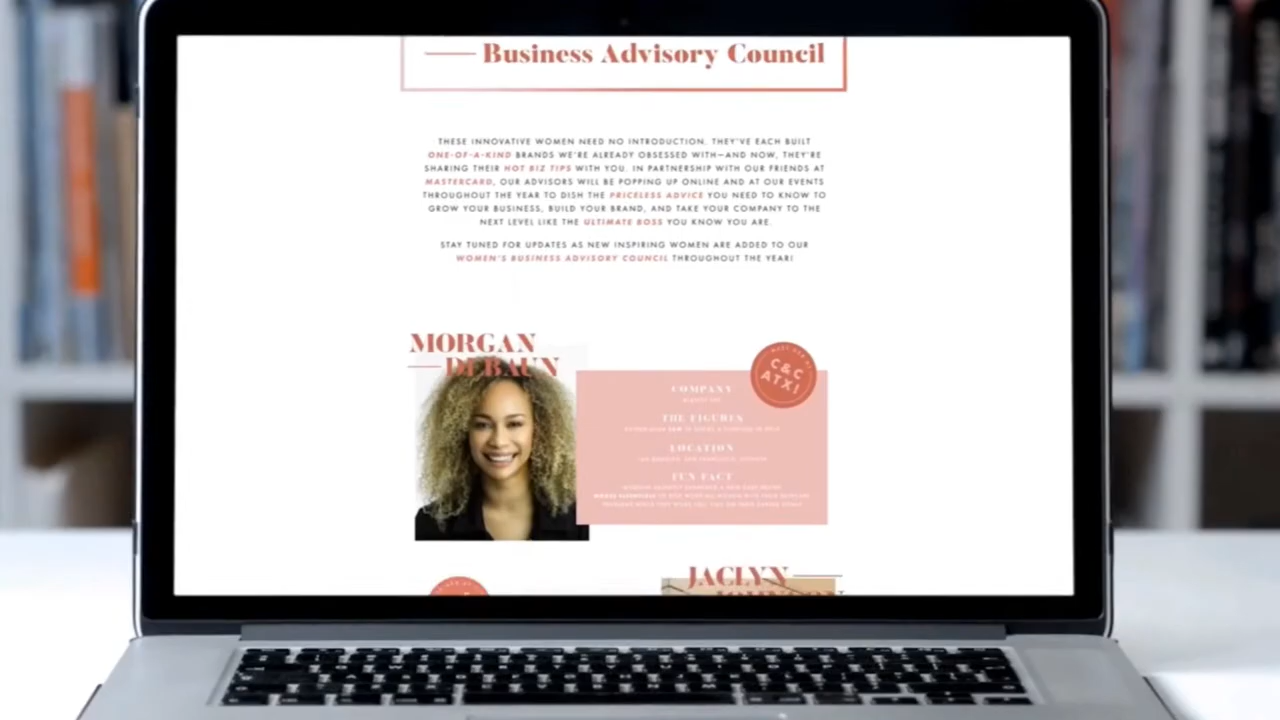 Business Advisory Council
THESE INNOVATIVE WOMEN NEED NO INTRODUCTION. THEY'VE EACH BUILT
ONE-OF-A-KIND BRANDS WE'RE ALREADY OBSESSED WITH—AND NOW, THEY'RE
SHARING THEIR HOT BIZ TIPS WITH YOU. IN PARTNERSHIP WITH OUR FRIENDS AT
MASTERCARD, OUR ADVISORS WILL BE POPPING UP ONLINE AND AT OUR EVENTS
THROUGHOUT THE YEAR TO DISH THE PRICELESS ADVICE YOU NEED TO KNOW TO
GROW YOUR BUSINESS, BUILD YOUR BRAND, AND TAKE YOUR COMPANY TO THE
NEXT LEVEL LIKE THE ULTIMATE BOSS YOU KNOW YOU ARE.
STAY TUNED FOR UPDATES AS NEW INSPIRING WOMEN ARE ADDED TO OUR
WOMEN'S BUSINESS ADVISORY COUNCIL THROUGHOUT THE YEAR!
MORGAN
DEBAUN
C&C
ATX!
COMPANY
THE FIGURES
LOCATION
FUN FACT
JACLYN
JOHNSON